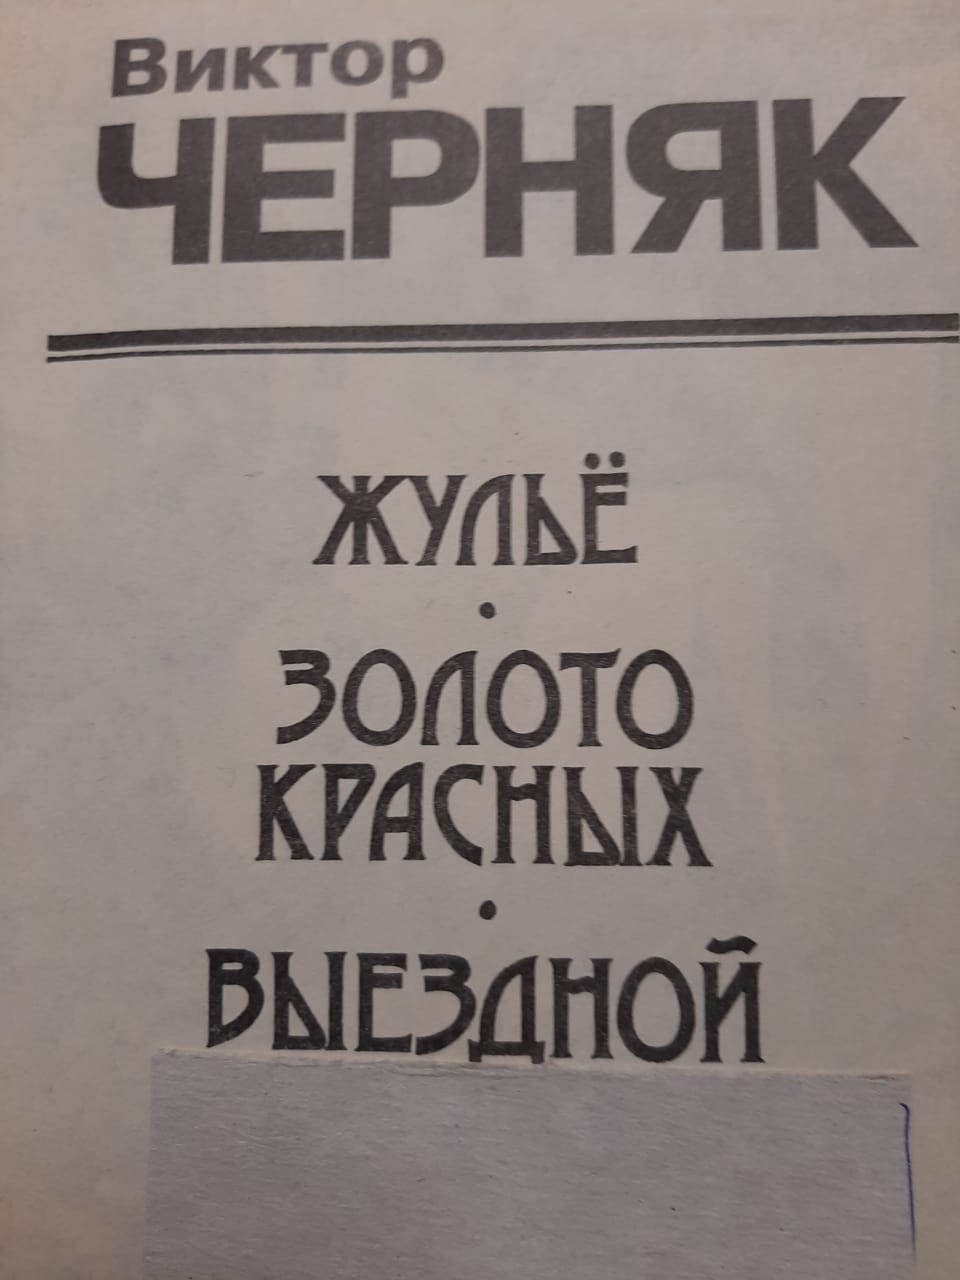 Виктор
ЧЕРНЯК
ЖУЛЬЁ
•
ЗОЛОТО
КРАСНЫХ
•
ВЫЕЗДНОЙ